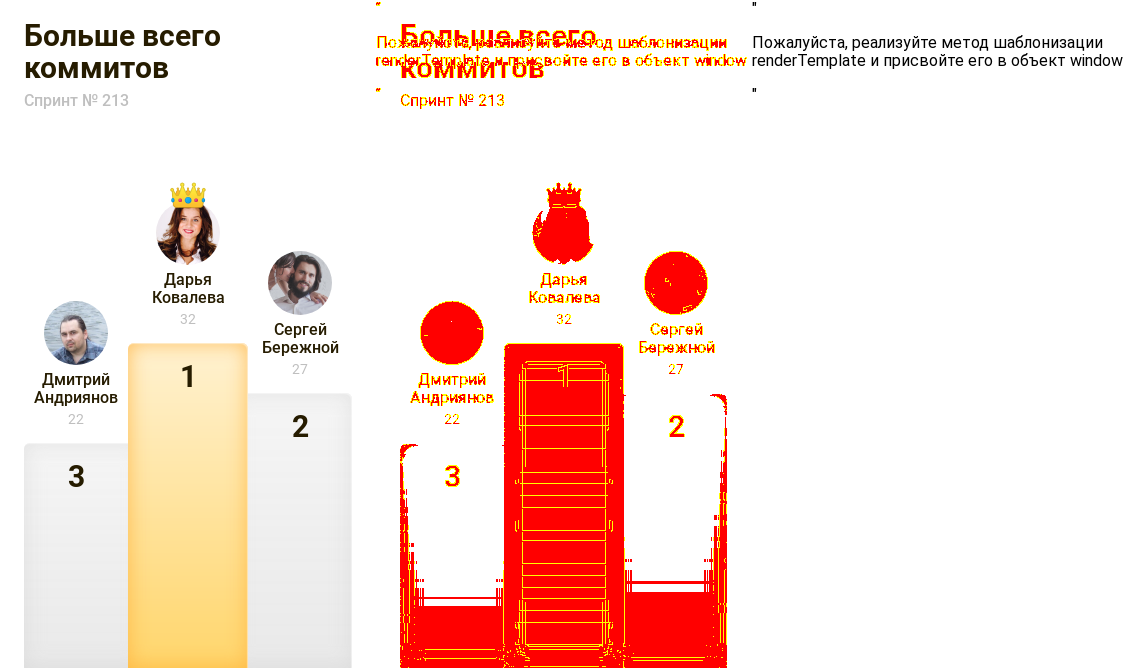 Больше всего
коммитов
Спринт № 213
Дарья
Ковалева
32
Сергей
Бережной
27
Дмитрий
Андриянов
22
1
2
3
"
Больше всего
Пожалуйста, реализуйте метод шаблонизации
renderTemplate и присвойте его в объект window
коммитов
"
Спринт № 213
Дарья
Ковалева
32
Сергей
Бережной
27
Дмитрий
Андриянов
22
1
2
3
"
Пожалуйста, реализуйте метод шаблонизации
renderTemplate и присвойте его в объект window
"